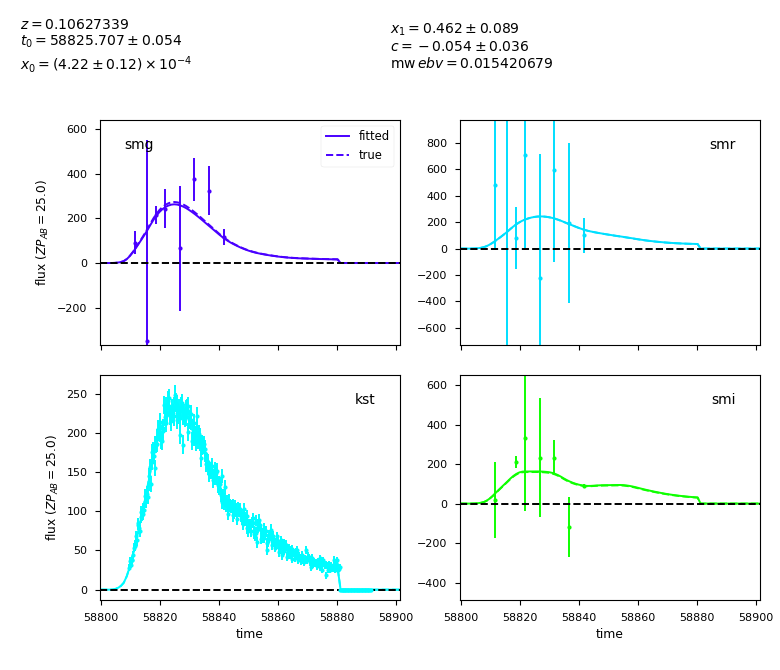 z = 0.10627339
t₀ = 58825.707 ± 0.054
x₀ = (4.22 ± 0.12) × 10⁻⁴
x₁ = 0.462 ± 0.089
c = −0.054 ± 0.036
mw ebv = 0.015420679
smg
fitted
true
600
400
200
0
−200
flux (ZP_AB = 25.0)
smr
800
600
400
200
0
−200
−400
−600
kst
250
200
150
100
50
0
flux (ZP_AB = 25.0)
58800 58820 58840 58860 58880 58900
time
smi
600
400
200
0
−200
−400
58800 58820 58840 58860 58880 58900
time